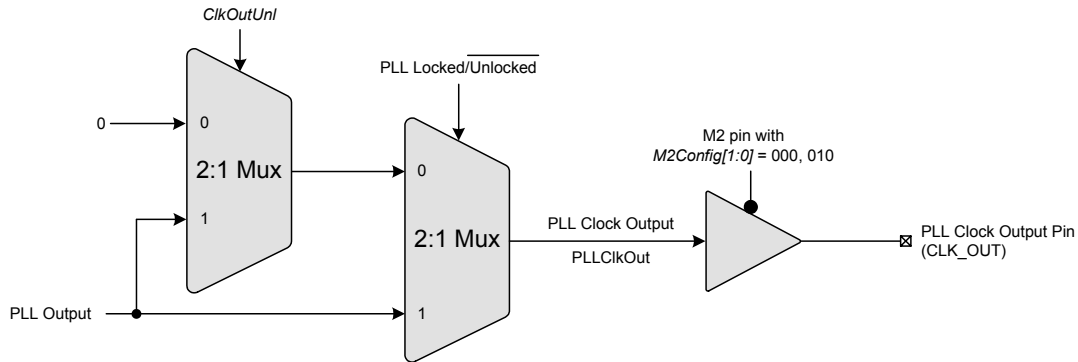 ClkOutUnl
PLL Locked/Unlocked
0
0
2:1 Mux
1
M2 pin with
M2Config[1:0] = 000, 010
0
2:1 Mux
1
PLL Clock Output
PLLClkOut
PLL Clock Output Pin
(CLK_OUT)
PLL Output